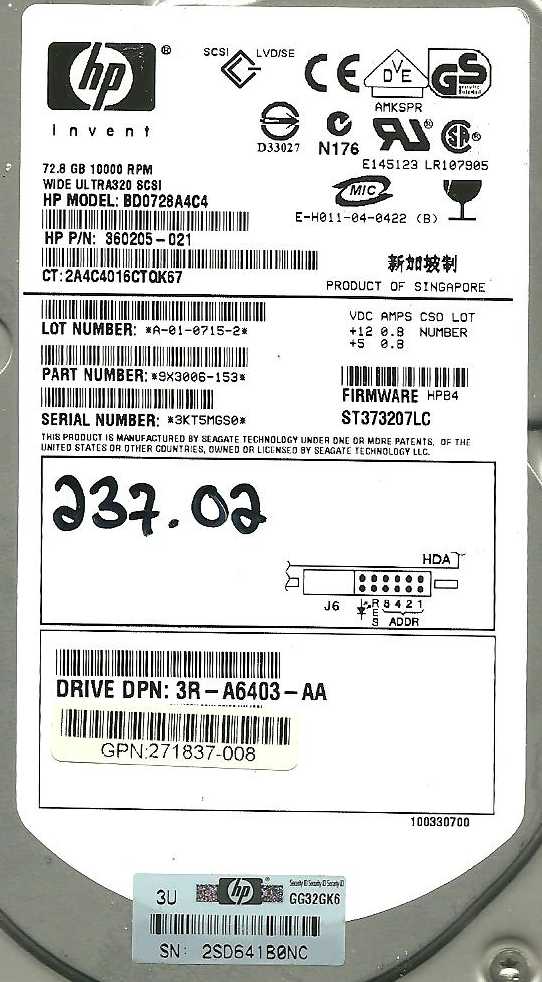 hp ®
invent
SCSI LVD/SE
CE
DVE
GS
AMKSPR
D33027
N176
E145123 LR107905
MIC
E-H011-04-0422 (B)
72.8 GB 10000 RPM
WIDE ULTRA320 SCSI
HP MODEL: BD0728A4C4
HP P/N: 360205-021
CT:2A4C4016CTQK67
新加坡制
PRODUCT OF SINGAPORE
LOT NUMBER: *A-01-0715-2*
VDC AMPS CSO LOT
+12 0.8 NUMBER
+5 0.8
PART NUMBER:*9X3006-153*
FIRMWARE HPB4
SERIAL NUMBER: *3KT5MGS0*
ST373207LC
THIS PRODUCT IS MANUFACTURED BY SEAGATE TECHNOLOGY UNDER ONE OR MORE PATENTS, OF THE
UNITED STATES OR OTHER COUNTRIES, OWNED OR LICENSED BY SEAGATE TECHNOLOGY LLC.
237.02
HDA
J6
RES 8 4 2 1
ADDR
DRIVE DPN: 3R-A6403-AA
GPN:271837-008
100330700
3U hp GG32GK6
SN: 2SD641B0NC